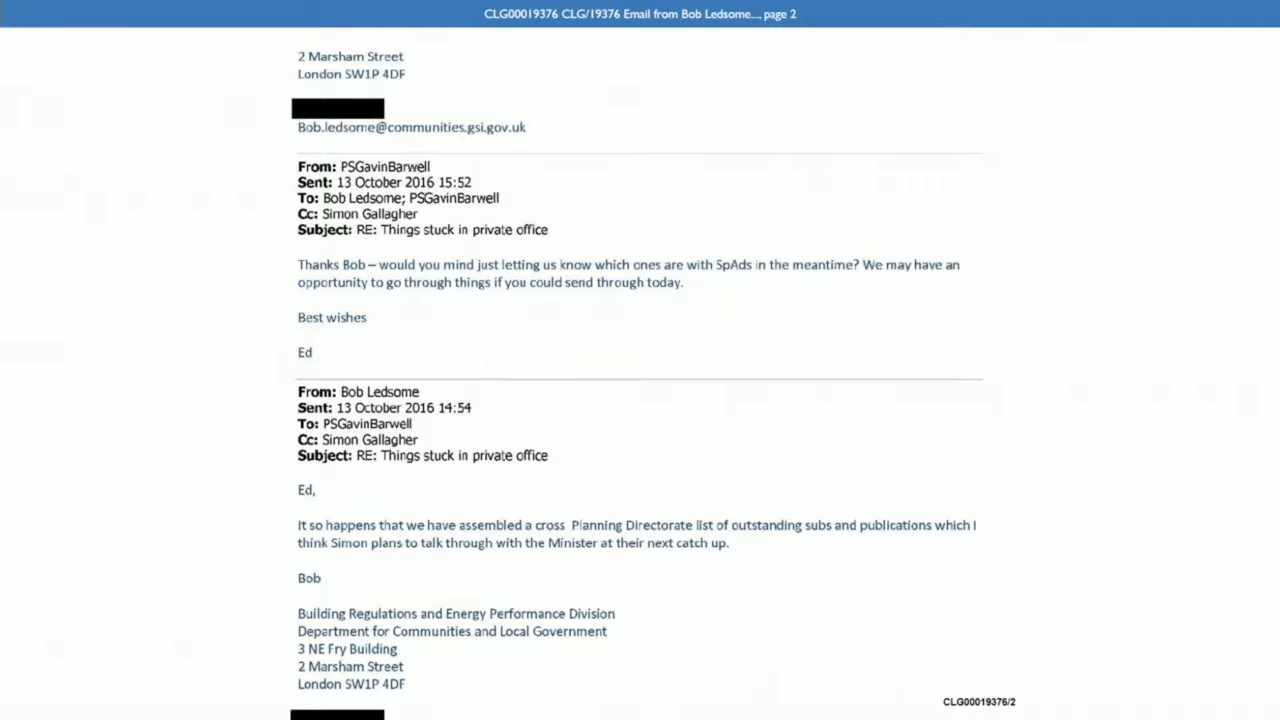 CLG00019376 CLG/19376 Email from Bob Ledsome..., page 2
2 Marsham Street
London SW1P 4DF
Bob.ledsome@communities.gsi.gov.uk
From: PSGavinBarwell
Sent: 13 October 2016 15:52
To: Bob Ledsome; PSGavinBarwell
Cc: Simon Gallagher
Subject: RE: Things stuck in private office
Thanks Bob – would you mind just letting us know which ones are with SpAds in the meantime? We may have an
opportunity to go through things if you could send through today.
Best wishes
Ed
From: Bob Ledsome
Sent: 13 October 2016 14:54
To: PSGavinBarwell
Cc: Simon Gallagher
Subject: RE: Things stuck in private office
Ed,
It so happens that we have assembled a cross Planning Directorate list of outstanding subs and publications which I
think Simon plans to talk through with the Minister at their next catch up.
Bob
Building Regulations and Energy Performance Division
Department for Communities and Local Government
3 NE Fry Building
2 Marsham Street
London SW1P 4DF
CLG00019376/2